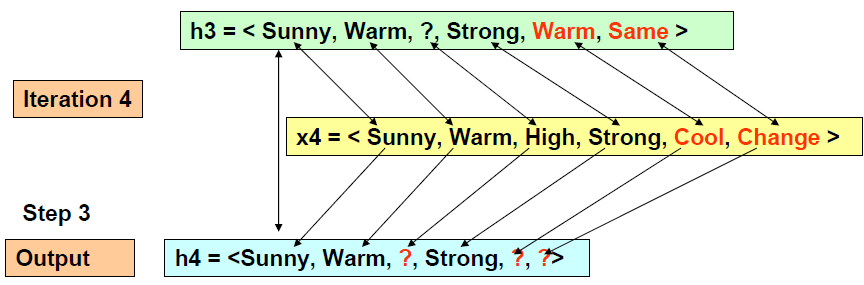 h3 = < Sunny, Warm, ?, Strong, Warm, Same >
Iteration 4
x4 = < Sunny, Warm, High, Strong, Cool, Change >
Step 3
Output
h4 = <Sunny, Warm, ?, Strong, ?, ?>